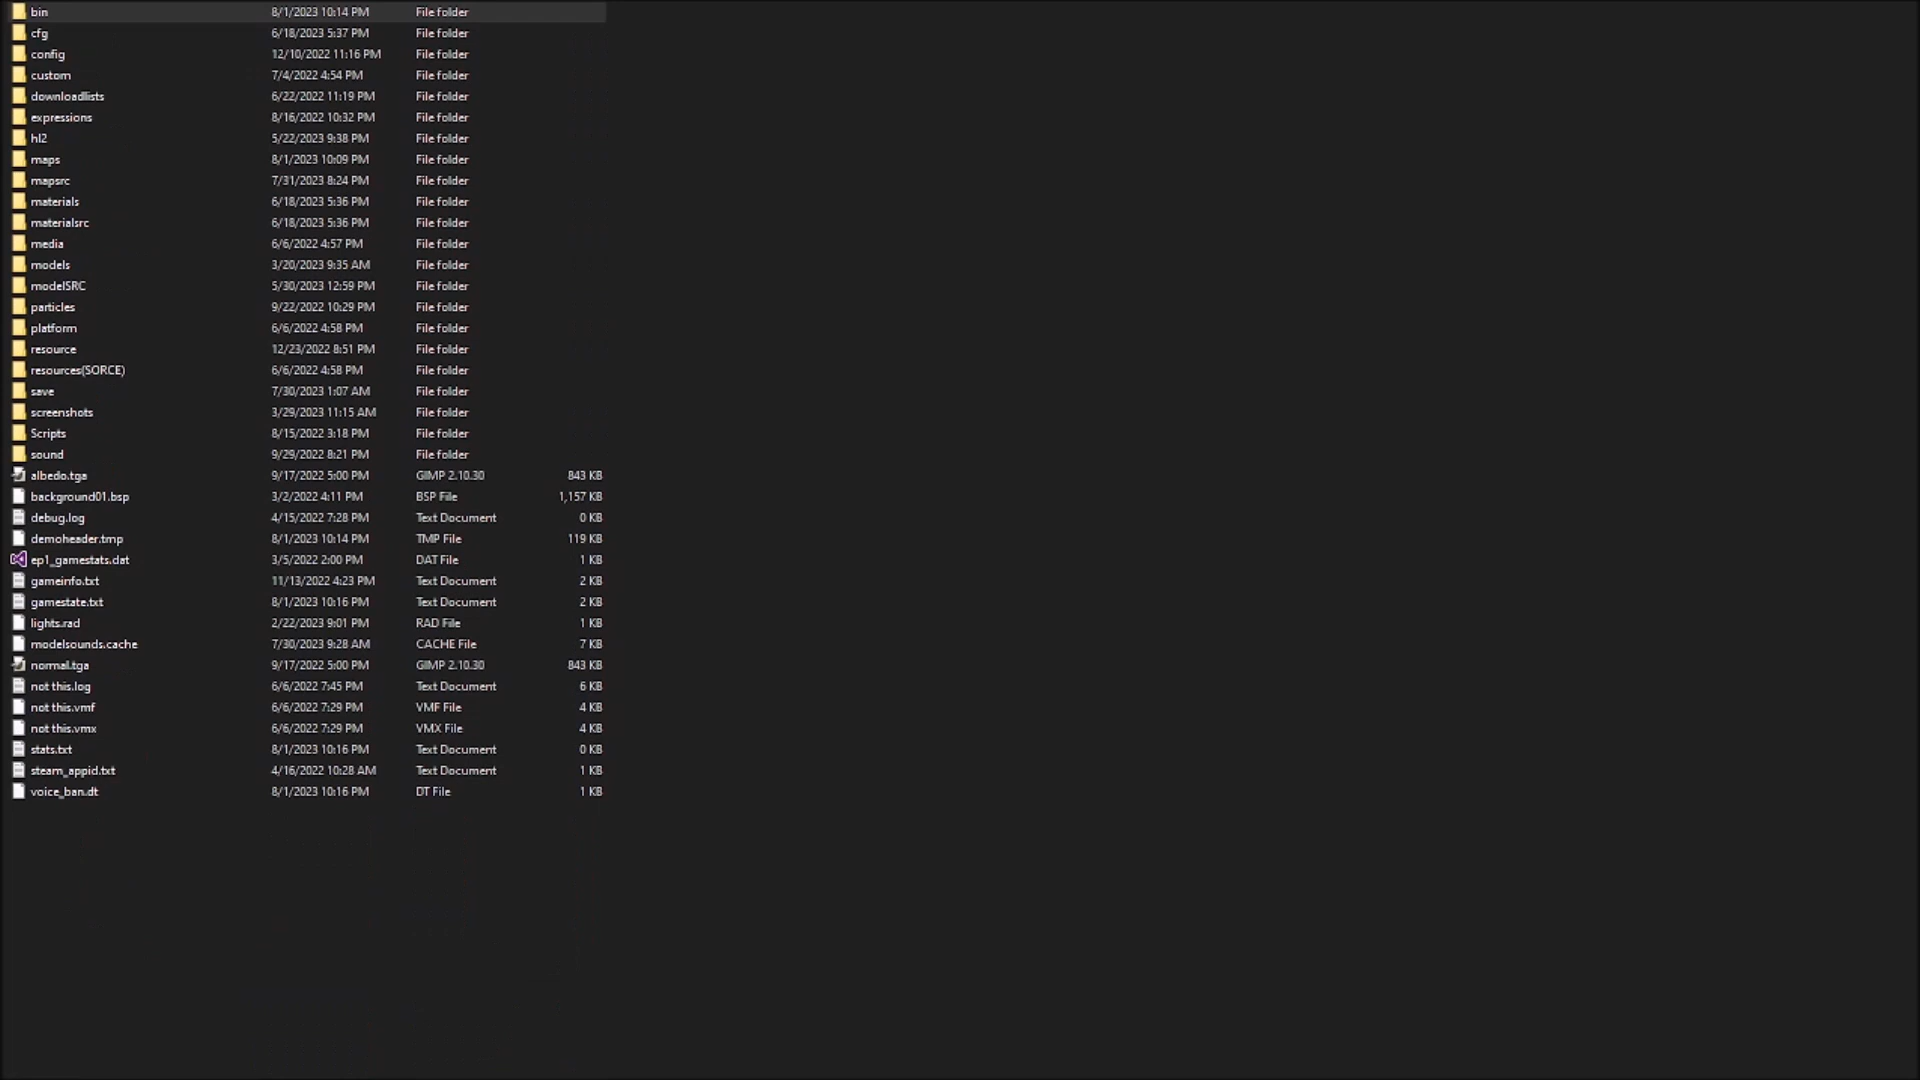 bin 8/1/2023 10:14 PM File folder
cfg 6/18/2023 5:37 PM File folder
config 12/10/2022 11:16 PM File folder
custom 7/4/2022 4:54 PM File folder
downloadlists 6/22/2022 11:19 PM File folder
expressions 8/16/2022 10:32 PM File folder
hl2 5/22/2023 9:38 PM File folder
maps 8/1/2023 10:09 PM File folder
mapsrc 7/31/2023 8:24 PM File folder
materials 6/18/2023 5:36 PM File folder
materialsrc 6/18/2023 5:36 PM File folder
media 6/6/2022 4:57 PM File folder
models 3/20/2023 9:35 AM File folder
modelSRC 5/30/2023 12:59 PM File folder
particles 9/22/2022 10:29 PM File folder
platform 6/6/2022 4:58 PM File folder
resource 12/23/2022 8:51 PM File folder
resources(SORCE) 6/6/2022 4:58 PM File folder
save 7/30/2023 1:07 AM File folder
screenshots 3/29/2023 11:15 AM File folder
Scripts 8/15/2022 3:18 PM File folder
sound 9/29/2022 8:21 PM File folder
albedo.tga 9/17/2022 5:00 PM GIMP 2.10.30 843 KB
background01.bsp 3/2/2022 4:11 PM BSP File 1,157 KB
debug.log 4/15/2022 7:28 PM Text Document 0 KB
demoheader.tmp 8/1/2023 10:14 PM TMP File 119 KB
ep1_gamestats.dat 3/5/2022 2:00 PM DAT File 1 KB
gameinfo.txt 11/13/2022 4:23 PM Text Document 2 KB
gamestate.txt 8/1/2023 10:16 PM Text Document 2 KB
lights.rad 2/22/2023 9:01 PM RAD File 1 KB
modelsounds.cache 7/30/2023 9:28 AM CACHE File 7 KB
normal.tga 9/17/2022 5:00 PM GIMP 2.10.30 843 KB
not this.log 6/6/2022 7:45 PM Text Document 6 KB
not this.vmf 6/6/2022 7:29 PM VMF File 4 KB
not this.vmx 6/6/2022 7:29 PM VMX File 4 KB
stats.txt 8/1/2023 10:16 PM Text Document 0 KB
steam_appid.txt 4/16/2022 10:28 AM Text Document 1 KB
voice_ban.dt 8/1/2023 10:16 PM DT File 1 KB